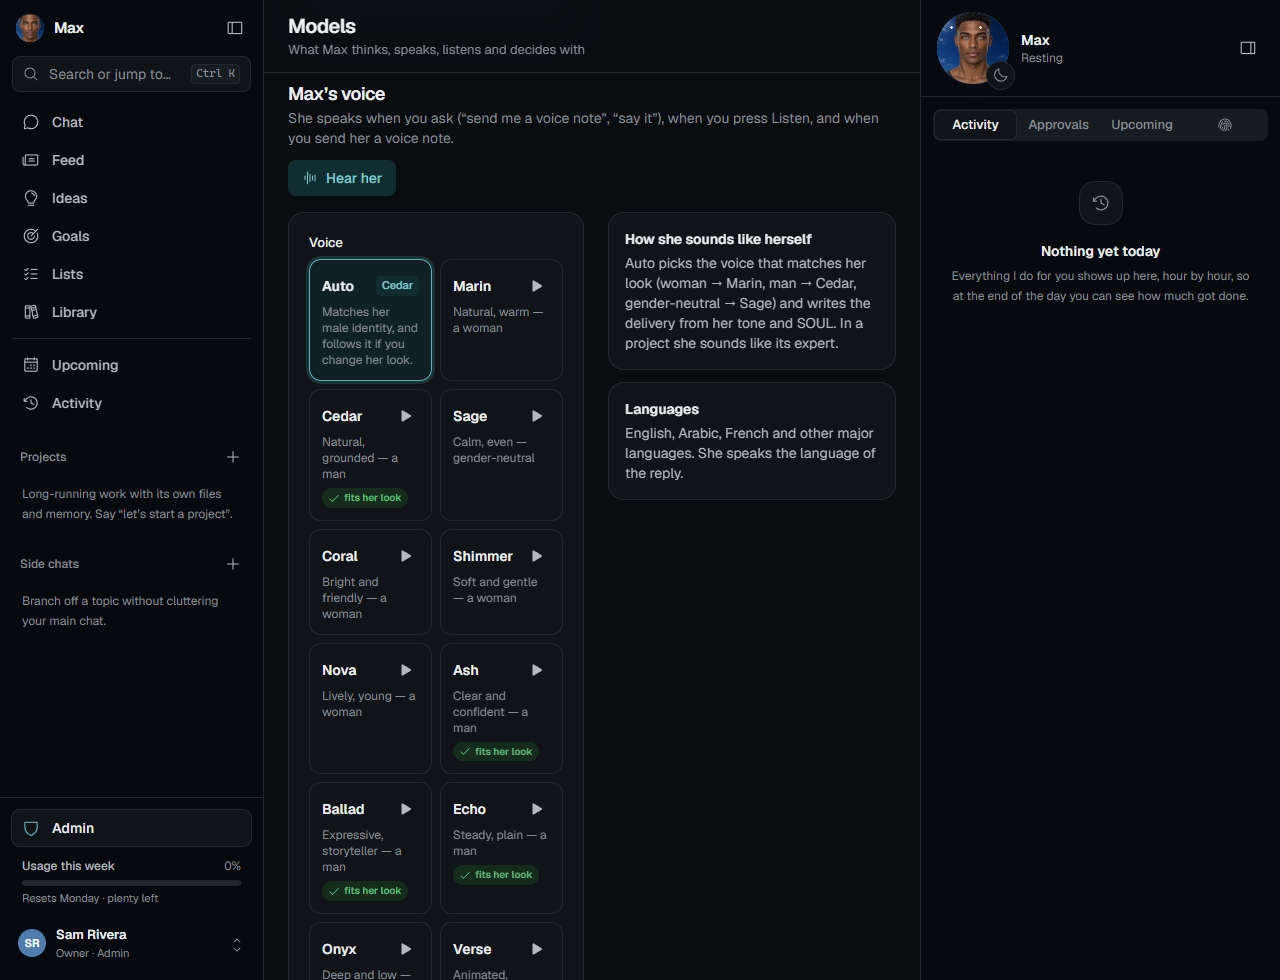 Max
Search or jump to...
Ctrl K
Chat
Feed
Ideas
Goals
Lists
Library
Upcoming
Activity
Projects
Long-running work with its own files
and memory. Say “let’s start a project”.
Side chats
Branch off a topic without cluttering
your main chat.
Admin
Usage this week
0%
Resets Monday · plenty left
SR
Sam Rivera
Owner · Admin
Models
What Max thinks, speaks, listens and decides with
Max’s voice
She speaks when you ask (“send me a voice note”, “say it”), when you press Listen, and when
you send her a voice note.
Hear her
Voice
Auto
Cedar
Matches her
male identity, and
follows it if you
change her look.
Marin
Natural, warm —
a woman
Cedar
Natural,
grounded — a
man
fits her look
Sage
Calm, even —
gender-neutral
Coral
Bright and
friendly — a
woman
Shimmer
Soft and gentle
— a woman
Nova
Lively, young — a
woman
Ash
Clear and
confident — a
man
fits her look
Ballad
Expressive,
storyteller — a
man
fits her look
Echo
Steady, plain — a
man
fits her look
Onyx
Deep and low —
Verse
Animated,
How she sounds like herself
Auto picks the voice that matches her
look (woman → Marin, man → Cedar,
gender-neutral → Sage) and writes the
delivery from her tone and SOUL. In a
project she sounds like its expert.
Languages
English, Arabic, French and other major
languages. She speaks the language of
the reply.
Max
Resting
Activity
Approvals
Upcoming
Nothing yet today
Everything I do for you shows up here, hour by hour, so
at the end of the day you can see how much got done.